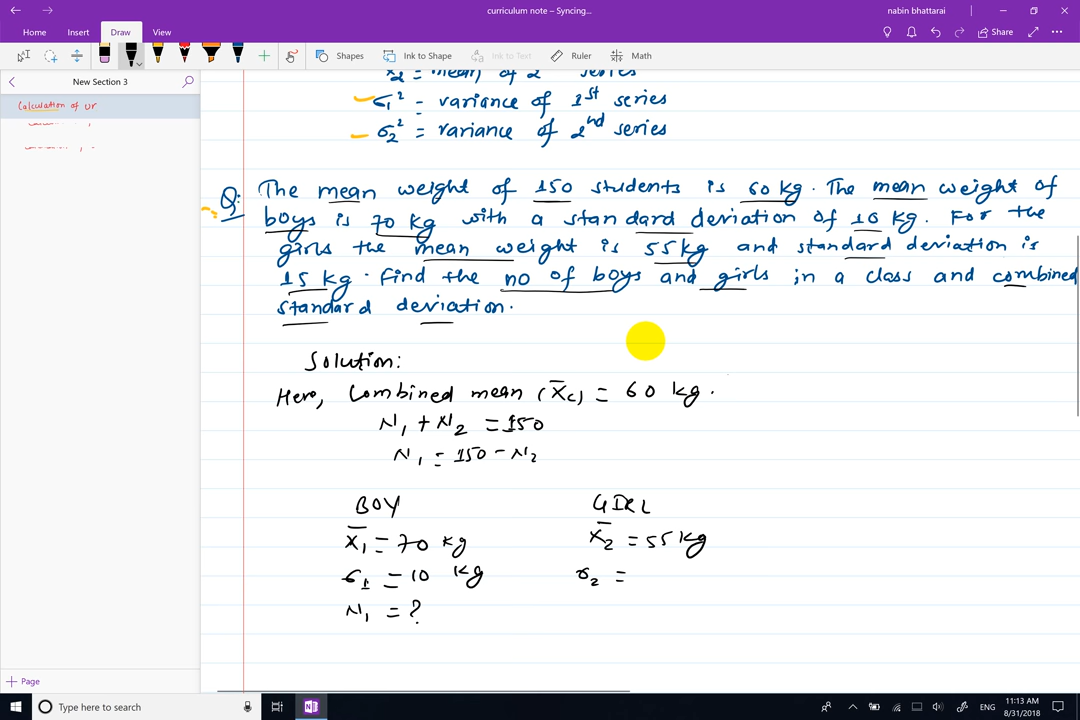 curriculum note – Syncing...
nabin bhattarai
Home Insert Draw View
Share
Shapes Ink to Shape Ink to Text Ruler Math
New Section 3
Calculation of ur
x̄2 = mean of 2 series
σ1² = variance of 1st series
σ2² = variance of 2nd series
Q: The mean weight of 150 students is 60 kg. The mean weight of
boys is 70 kg with a standard deviation of 10 kg. For the
girls the mean weight is 55 kg and standard deviation is
15 kg. Find the no of boys and girls in a class and combined
standard deviation.
Solution:
Here, Combined mean (X̄c) = 60 kg.
N1 + N2 = 150
N1 = 150 - N2
BOY GIRL
X̄1 = 70 kg X̄2 = 55 kg
σ1 = 10 kg σ2 =
N1 = ?
+ Page
Type here to search
ENG
11:13 AM
8/31/2018